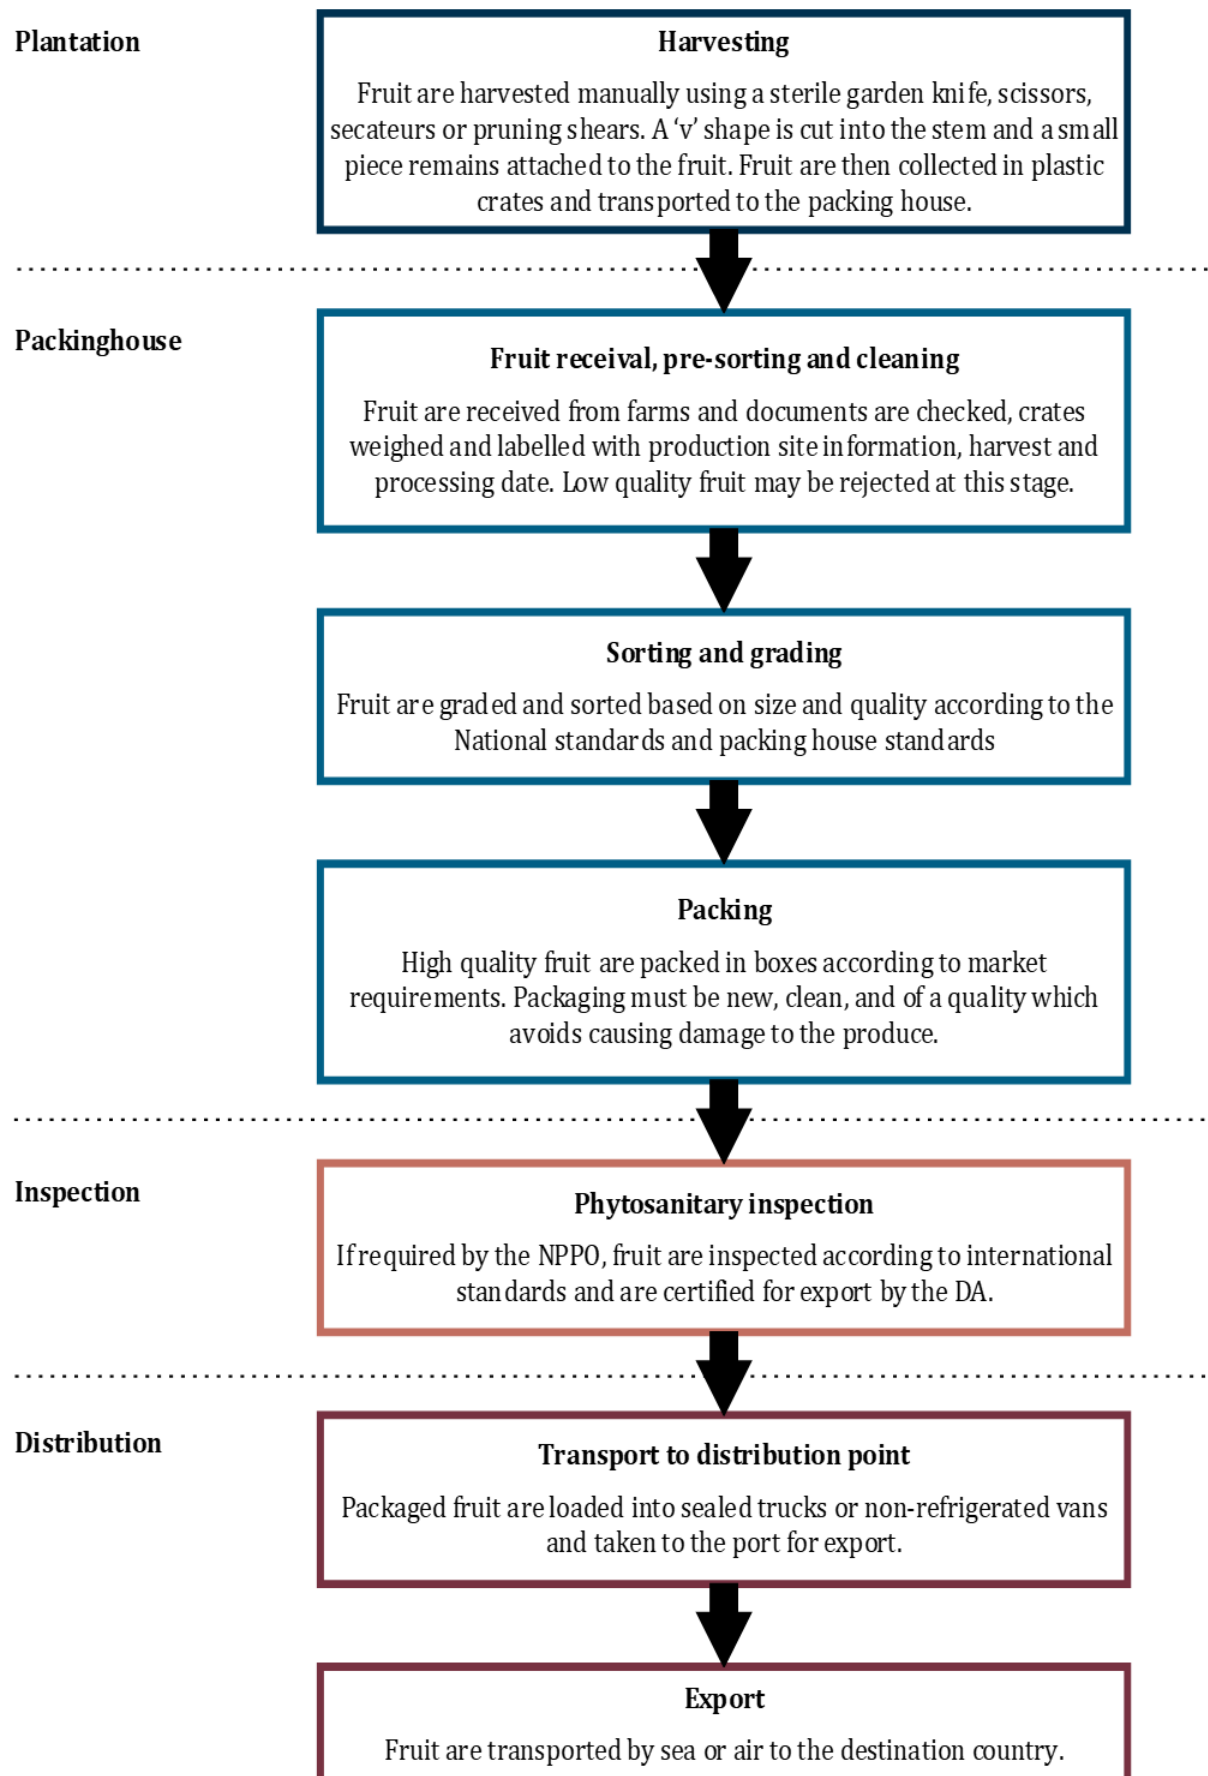 Plantation
Harvesting
Fruit are harvested manually using a sterile garden knife, scissors,
secateurs or pruning shears. A ‘v’ shape is cut into the stem and a small
piece remains attached to the fruit. Fruit are then collected in plastic
crates and transported to the packing house.
Packinghouse
Fruit receival, pre-sorting and cleaning
Fruit are received from farms and documents are checked, crates
weighed and labelled with production site information, harvest and
processing date. Low quality fruit may be rejected at this stage.
Sorting and grading
Fruit are graded and sorted based on size and quality according to the
National standards and packing house standards
Packing
High quality fruit are packed in boxes according to market
requirements. Packaging must be new, clean, and of a quality which
avoids causing damage to the produce.
Inspection
Phytosanitary inspection
If required by the NPPO, fruit are inspected according to international
standards and are certified for export by the DA.
Distribution
Transport to distribution point
Packaged fruit are loaded into sealed trucks or non-refrigerated vans
and taken to the port for export.
Export
Fruit are transported by sea or air to the destination country.